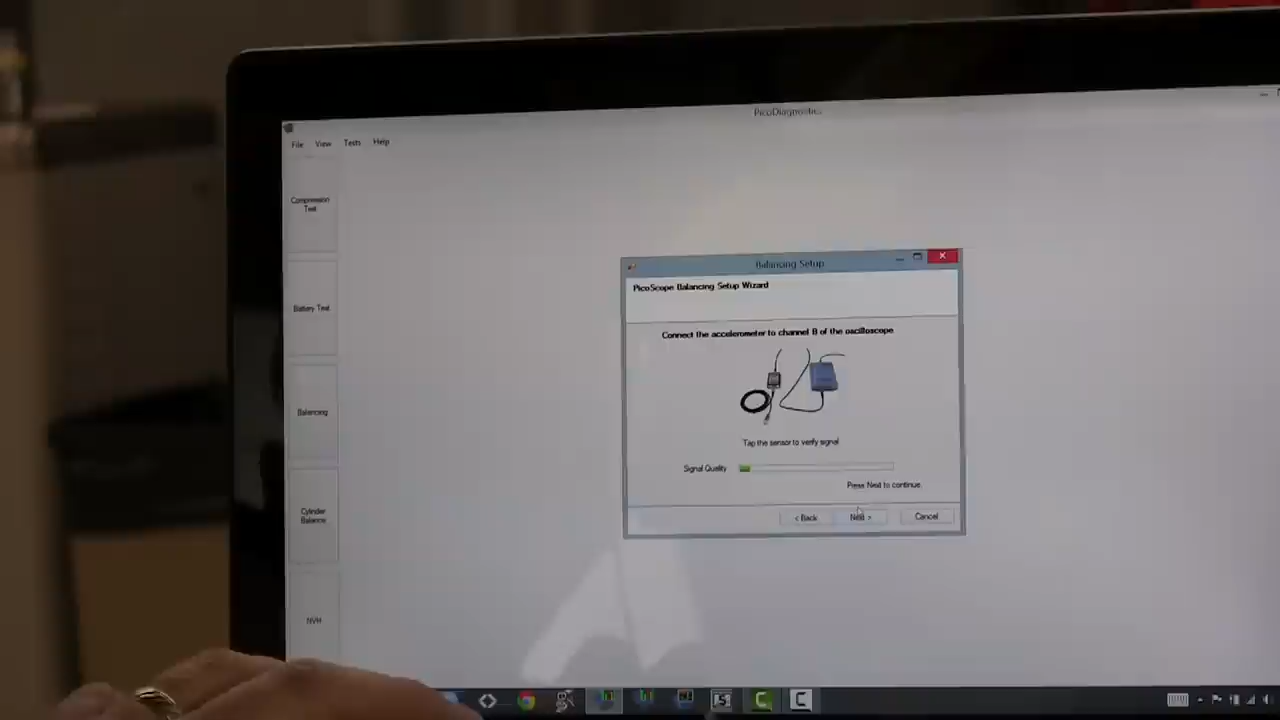 PicoDiagnostics
File View Tests Help
Compression
Test
Battery Test
Balancing
Cylinder
Balance
NVH
Balancing Setup
PicoScope Balancing Setup Wizard
Connect the accelerometer to channel B of the oscilloscope
Tap the sensor to verify signal
Signal Quality
Press Next to continue.
< Back Next > Cancel